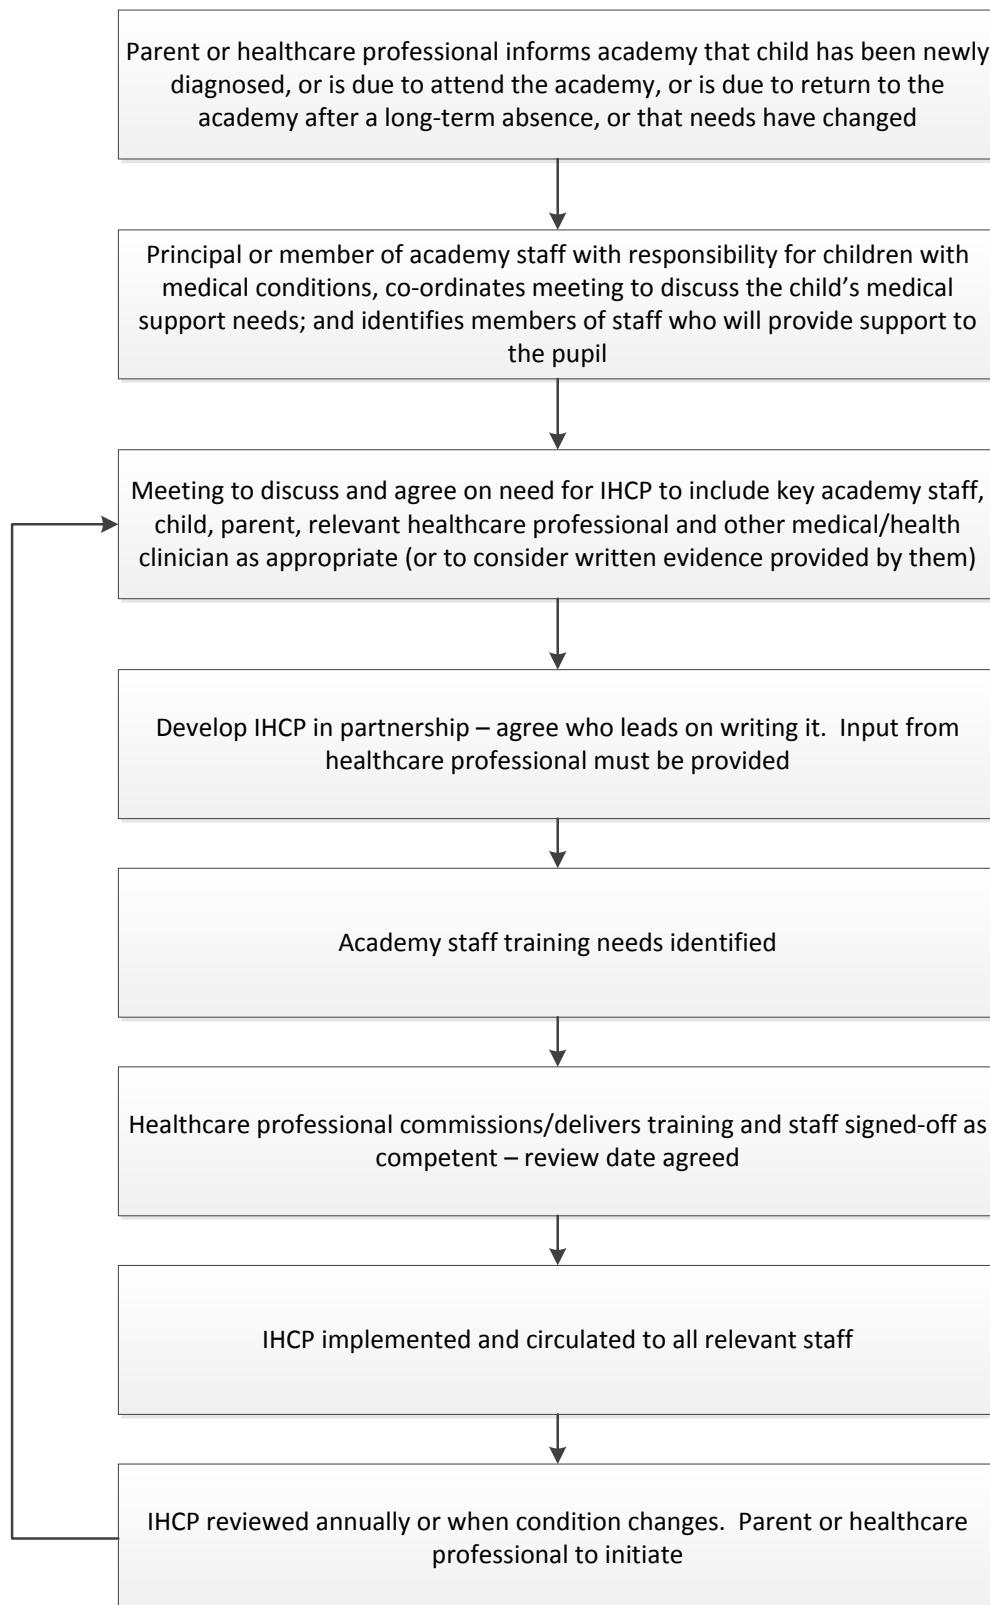 Parent or healthcare professional informs academy that child has been newly
diagnosed, or is due to attend the academy, or is due to return to the
academy after a long-term absence, or that needs have changed
Principal or member of academy staff with responsibility for children with
medical conditions, co-ordinates meeting to discuss the child’s medical
support needs; and identifies members of staff who will provide support to
the pupil
Meeting to discuss and agree on need for IHCP to include key academy staff,
child, parent, relevant healthcare professional and other medical/health
clinician as appropriate (or to consider written evidence provided by them)
Develop IHCP in partnership – agree who leads on writing it.  Input from
healthcare professional must be provided
Academy staff training needs identified
Healthcare professional commissions/delivers training and staff signed-off as
competent – review date agreed
IHCP implemented and circulated to all relevant staff
IHCP reviewed annually or when condition changes.  Parent or healthcare
professional to initiate